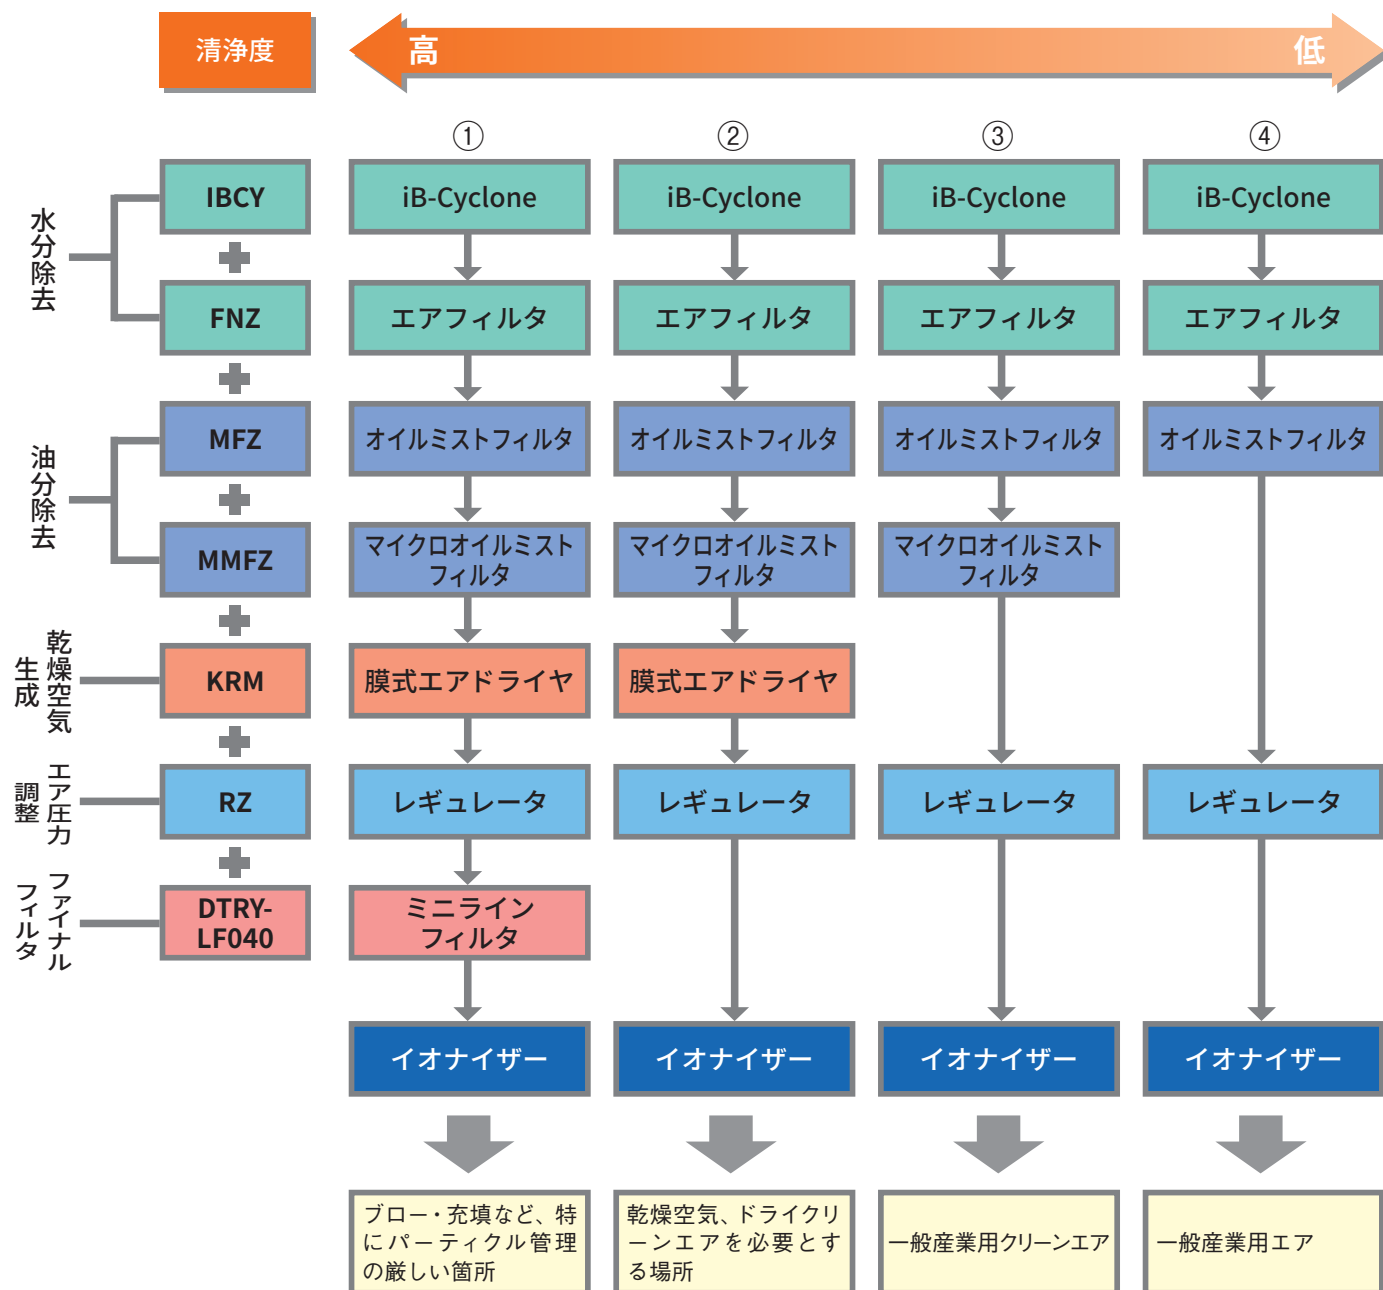 清浄度
高
低
①
②
③
④
水分除去
IBCY
iB-Cyclone
iB-Cyclone
iB-Cyclone
iB-Cyclone
FNZ
エアフィルタ
エアフィルタ
エアフィルタ
エアフィルタ
油分除去
MFZ
オイルミストフィルタ
オイルミストフィルタ
オイルミストフィルタ
オイルミストフィルタ
MMFZ
マイクロオイルミスト
フィルタ
マイクロオイルミスト
フィルタ
マイクロオイルミスト
フィルタ
乾燥空気
生成
KRM
膜式エアドライヤ
膜式エアドライヤ
エア圧力
調整
RZ
レギュレータ
レギュレータ
レギュレータ
レギュレータ
ファイナル
フィルタ
DTRY-
LF040
ミニライン
フィルタ
イオナイザー
イオナイザー
イオナイザー
イオナイザー
ブロー・充填など、特
にパーティクル管理
の厳しい箇所
乾燥空気、ドライクリ
ーンエアを必要とす
る場所
一般産業用クリーンエア
一般産業用エア